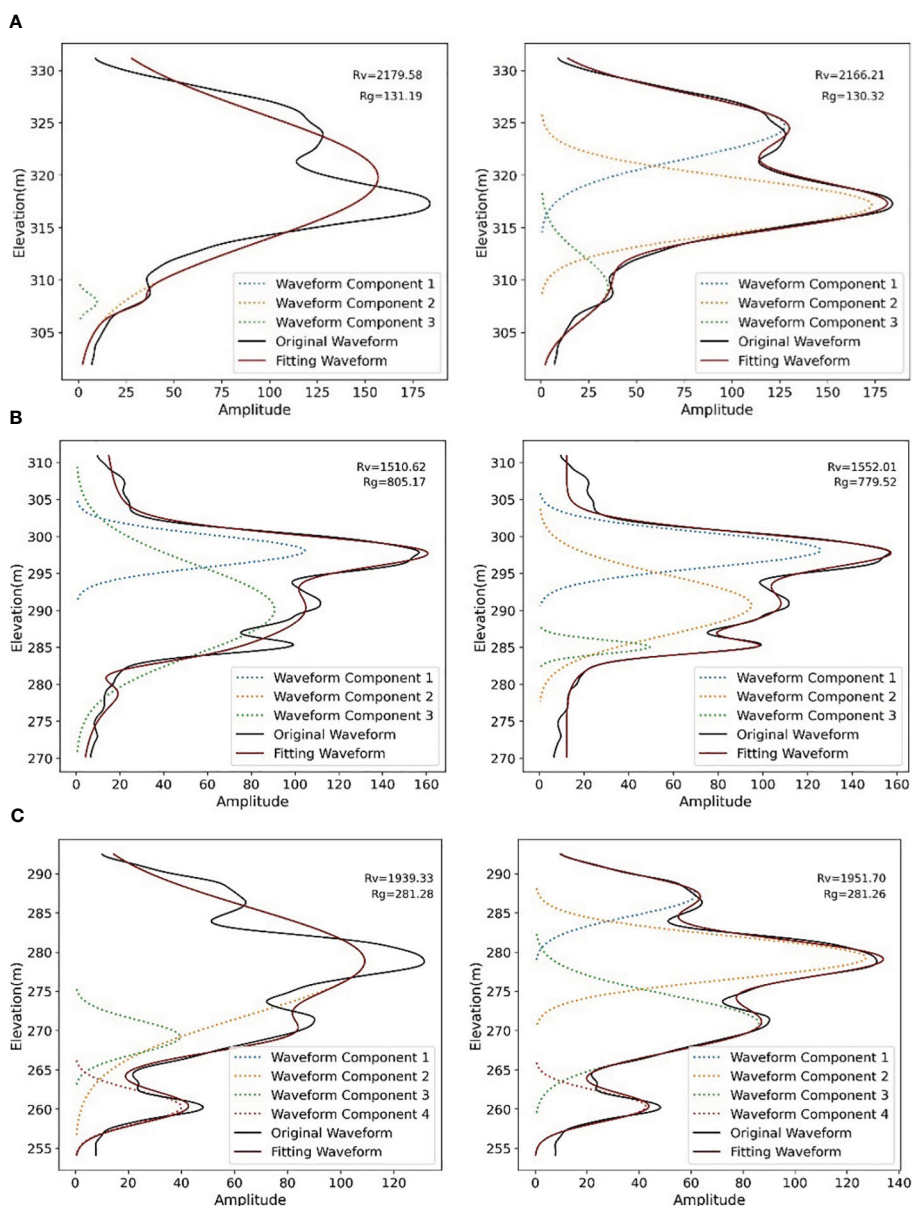 A
330
325
320
315
310
305
Elevation(m)
Rv=2179.58
Rg=131.19
Waveform Component 1
Waveform Component 2
Waveform Component 3
Original Waveform
Fitting Waveform
0 25 50 75 100 125 150 175
Amplitude
330
325
320
315
310
305
Elevation(m)
Rv=2166.21
Rg=130.32
Waveform Component 1
Waveform Component 2
Waveform Component 3
Original Waveform
Fitting Waveform
0 25 50 75 100 125 150 175
Amplitude
B
310
305
300
295
290
285
280
275
270
Elevation(m)
Rv=1510.62
Rg=805.17
Waveform Component 1
Waveform Component 2
Waveform Component 3
Original Waveform
Fitting Waveform
0 20 40 60 80 100 120 140 160
Amplitude
310
305
300
295
290
285
280
275
270
Elevation(m)
Rv=1552.01
Rg=779.52
Waveform Component 1
Waveform Component 2
Waveform Component 3
Original Waveform
Fitting Waveform
0 20 40 60 80 100 120 140 160
Amplitude
C
290
285
280
275
270
265
260
255
Elevation(m)
Rv=1939.33
Rg=281.28
Waveform Component 1
Waveform Component 2
Waveform Component 3
Waveform Component 4
Original Waveform
Fitting Waveform
0 20 40 60 80 100 120
Amplitude
290
285
280
275
270
265
260
255
Elevation(m)
Rv=1951.70
Rg=281.26
Waveform Component 1
Waveform Component 2
Waveform Component 3
Waveform Component 4
Original Waveform
Fitting Waveform
0 20 40 60 80 100 120 140
Amplitude